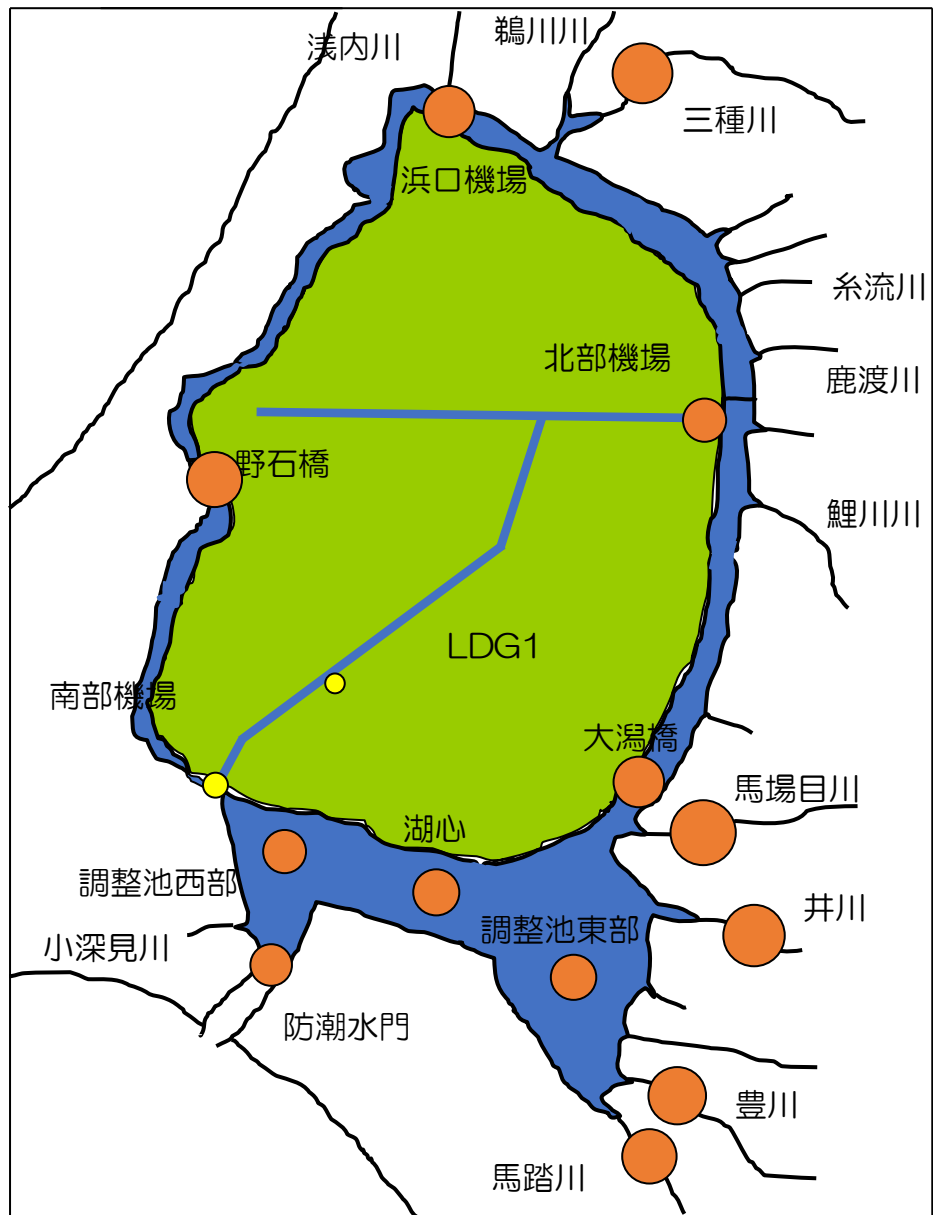 鵜川川
浅内川
三種川
浜口機場
糸流川
北部機場
鹿渡川
野石橋
鯉川川
LDG1
南部機場
大潟橋
馬場目川
湖心
調整池西部
井川
調整池東部
小深見川
防潮水門
豊川
馬踏川